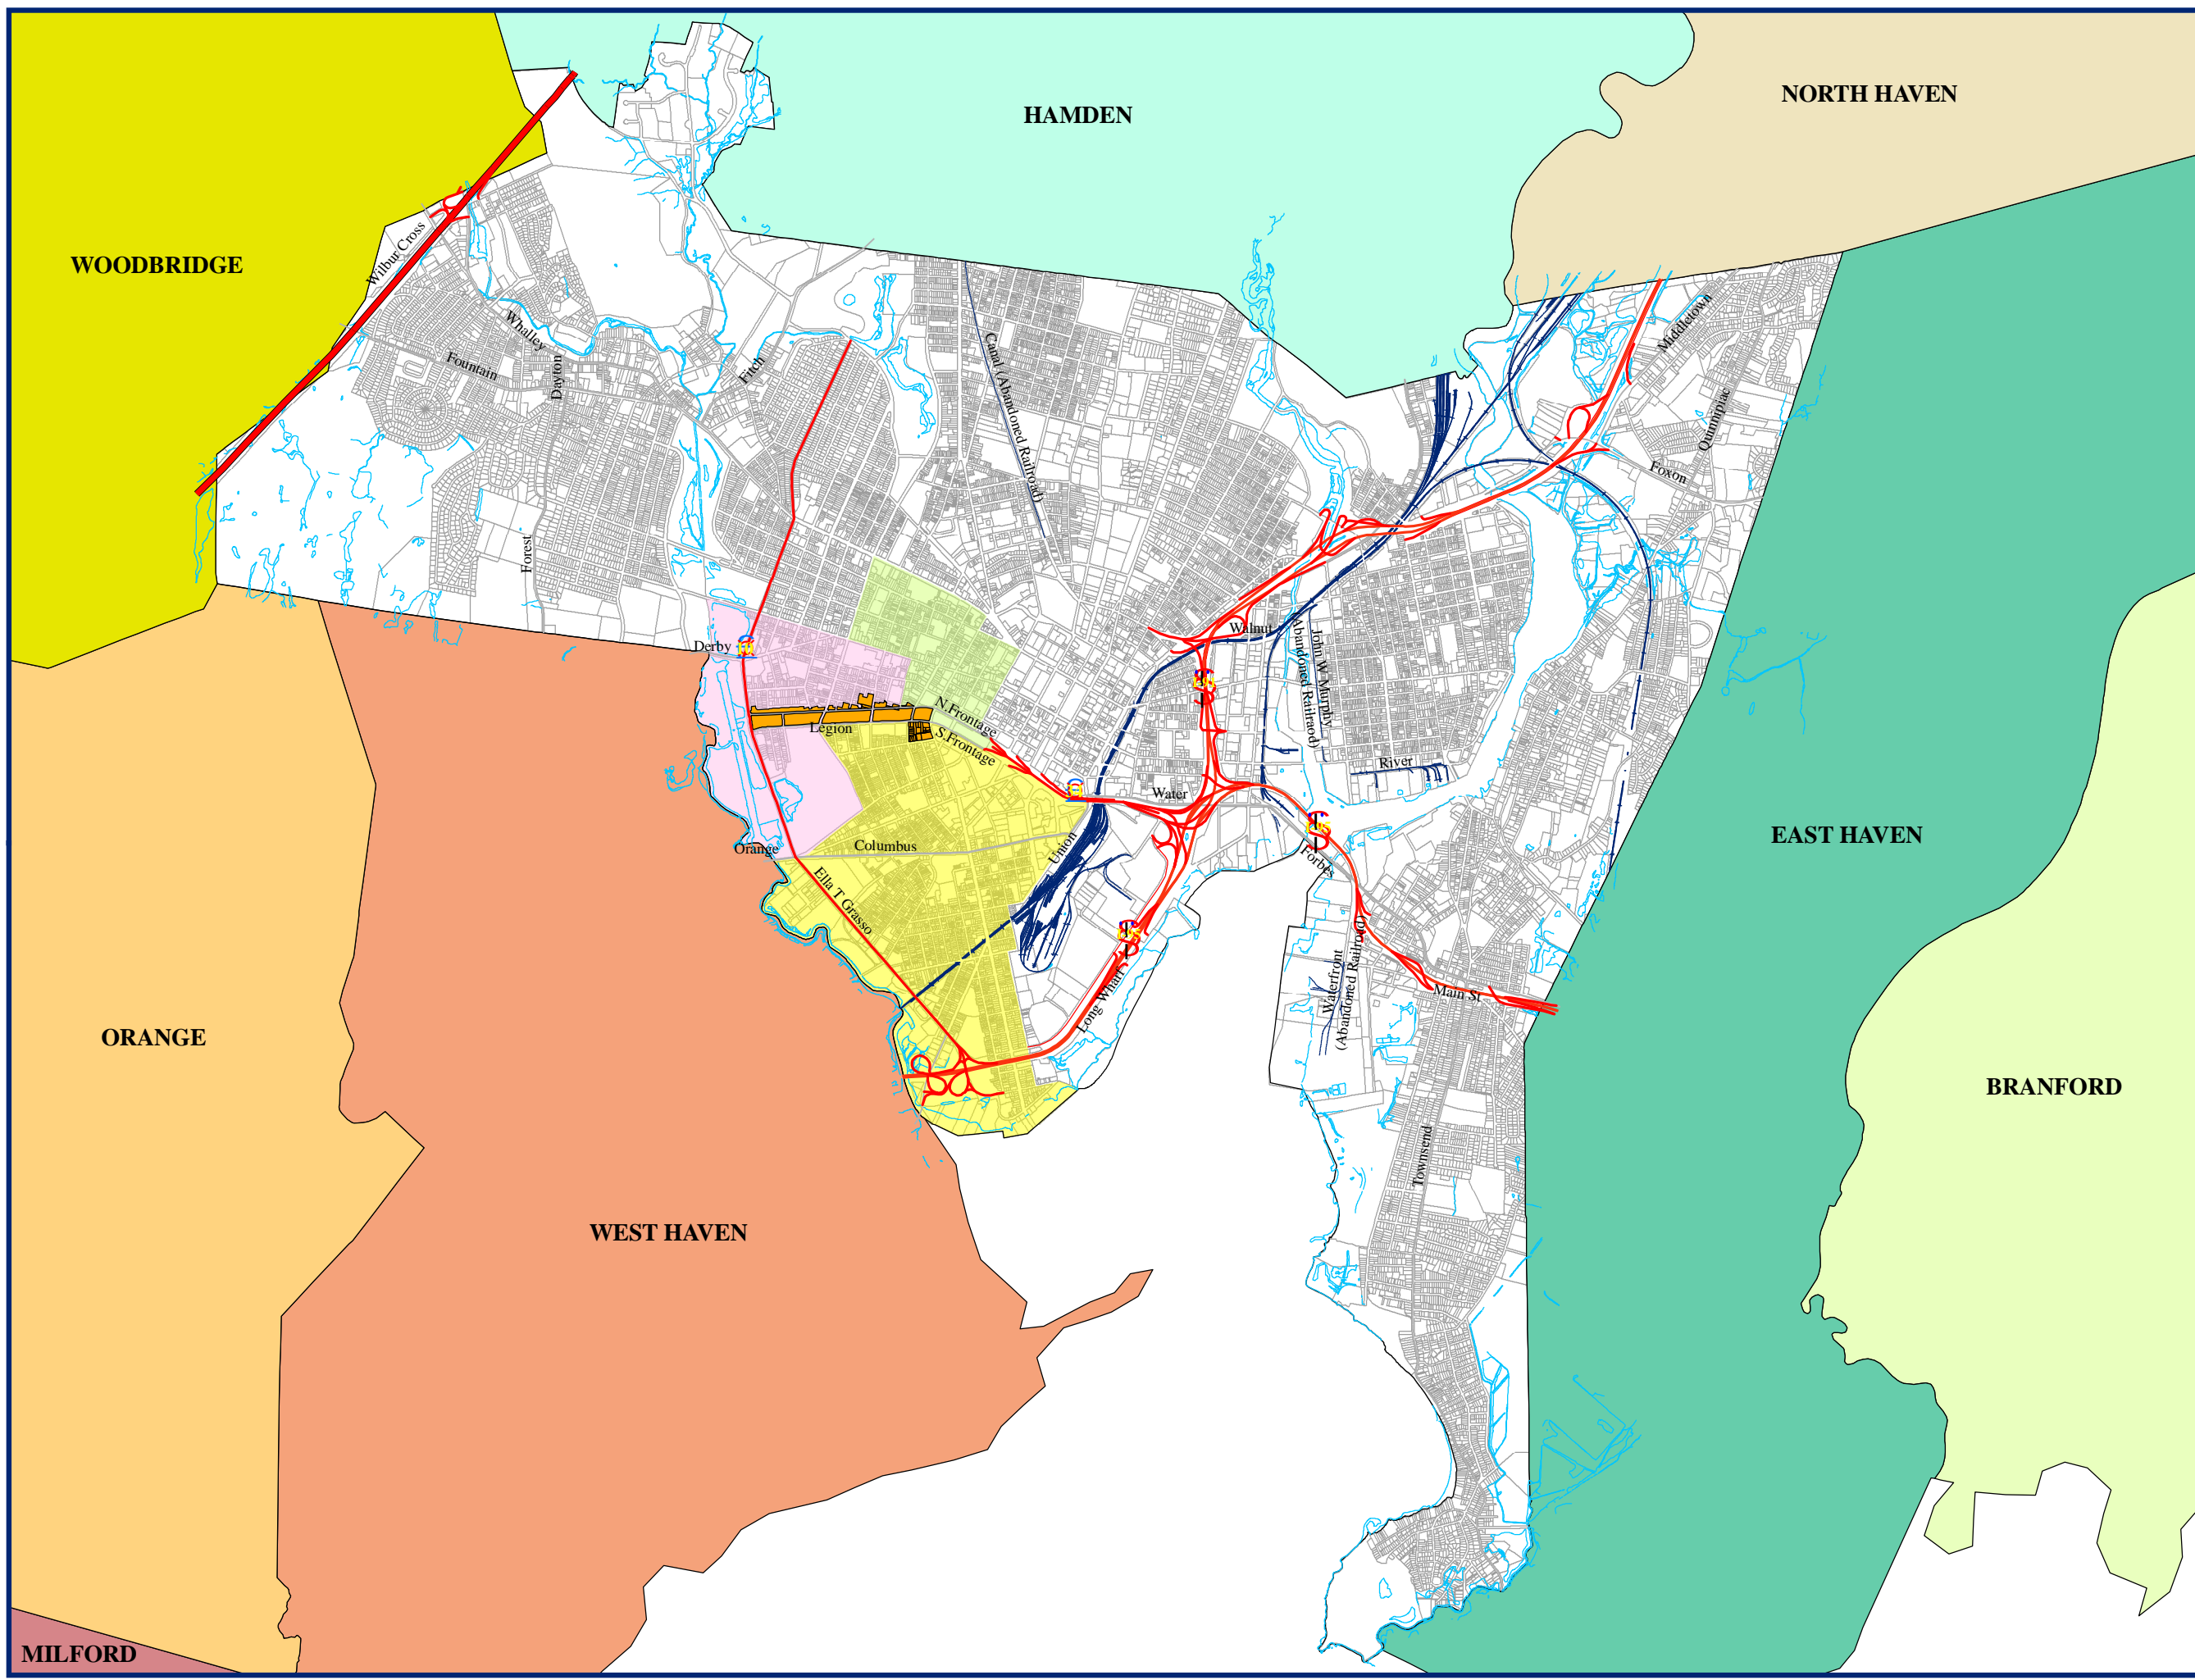 NORTH HAVEN
HAMDEN
WOODBRIDGE
Wilbur Cross
Middletown
Whalley
Fountain
Dayton
Fitch
Canal (Abandoned Railroad)
Quinnipiac
Foxon
Forest
Derby
Walnut
John W. Murphy
(Abandoned Railraod)
N.Frontage
Legion
S.Frontage
River
Water
EAST HAVEN
Orange
Columbus
Union
Forbes
Ella T Grasso
Waterfront
(Abandoned Railroad)
Long Wharf
Main St
ORANGE
BRANFORD
Townsend
WEST HAVEN
MILFORD